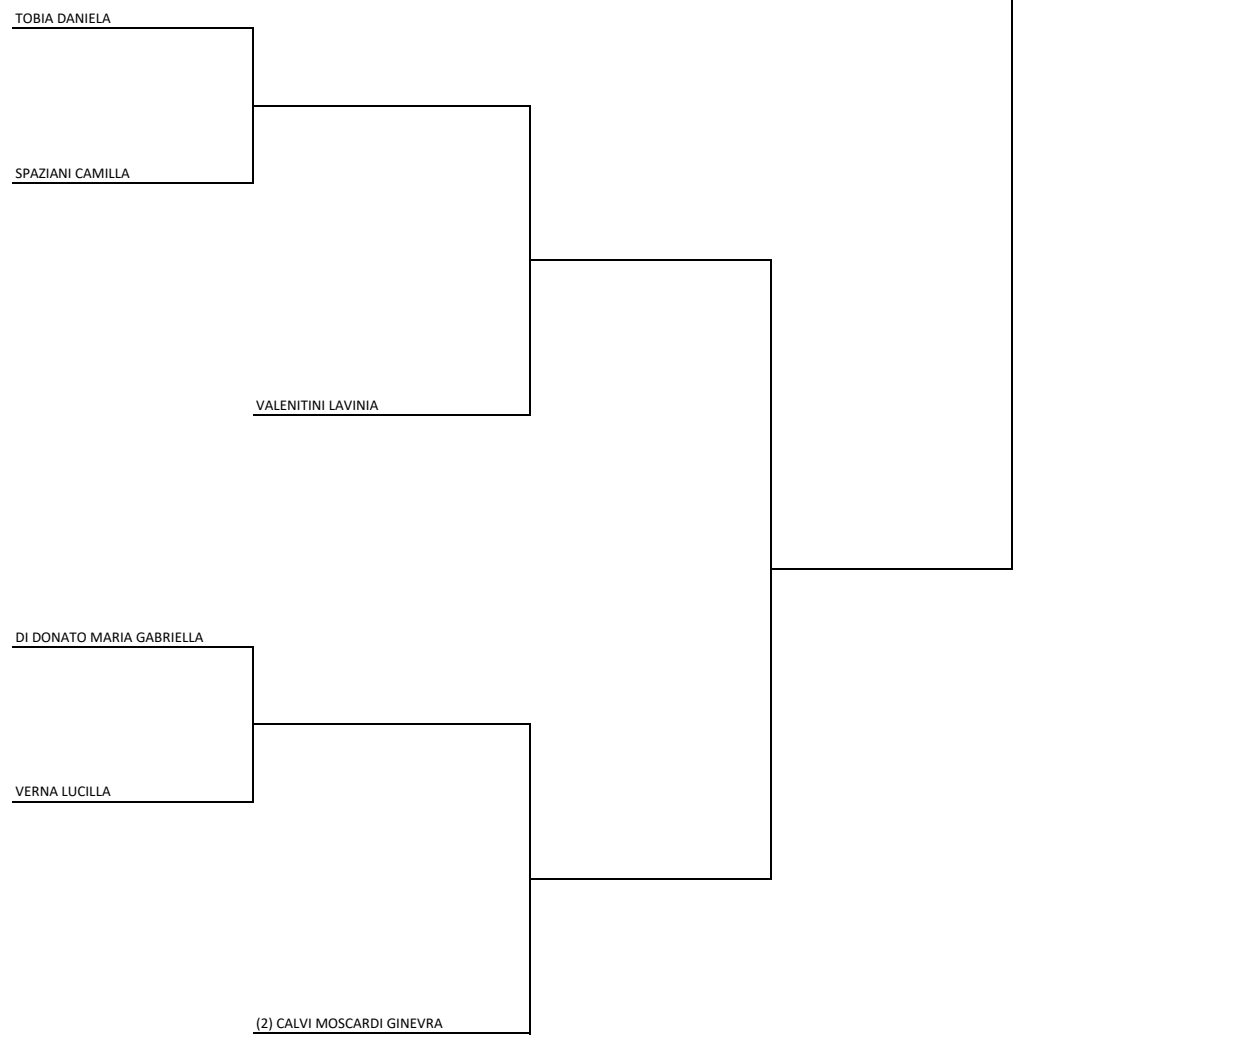 TOBIA DANIELA
SPAZIANI CAMILLA
VALENITINI LAVINIA
DI DONATO MARIA GABRIELLA
VERNA LUCILLA
(2) CALVI MOSCARDI GINEVRA